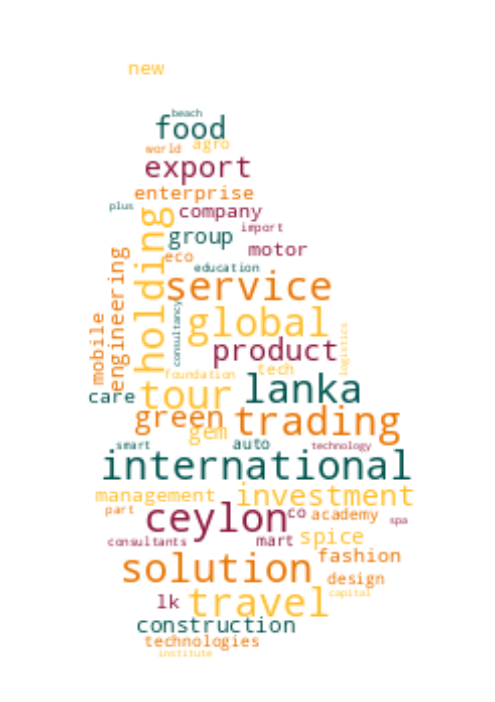 new
beach
food
world agro
export
enterprise
plus company
holding
group import
motor
eco
education
engineering
service
consultancy
global
mobile
logistics
product
tech
foundation
lanka
tour
care
green trading
gem
smart auto technology
international
management investment
part ceylon co academy spa
consultants mart spice
fashion
solution design
capital
lk travel
construction
technologies
institute